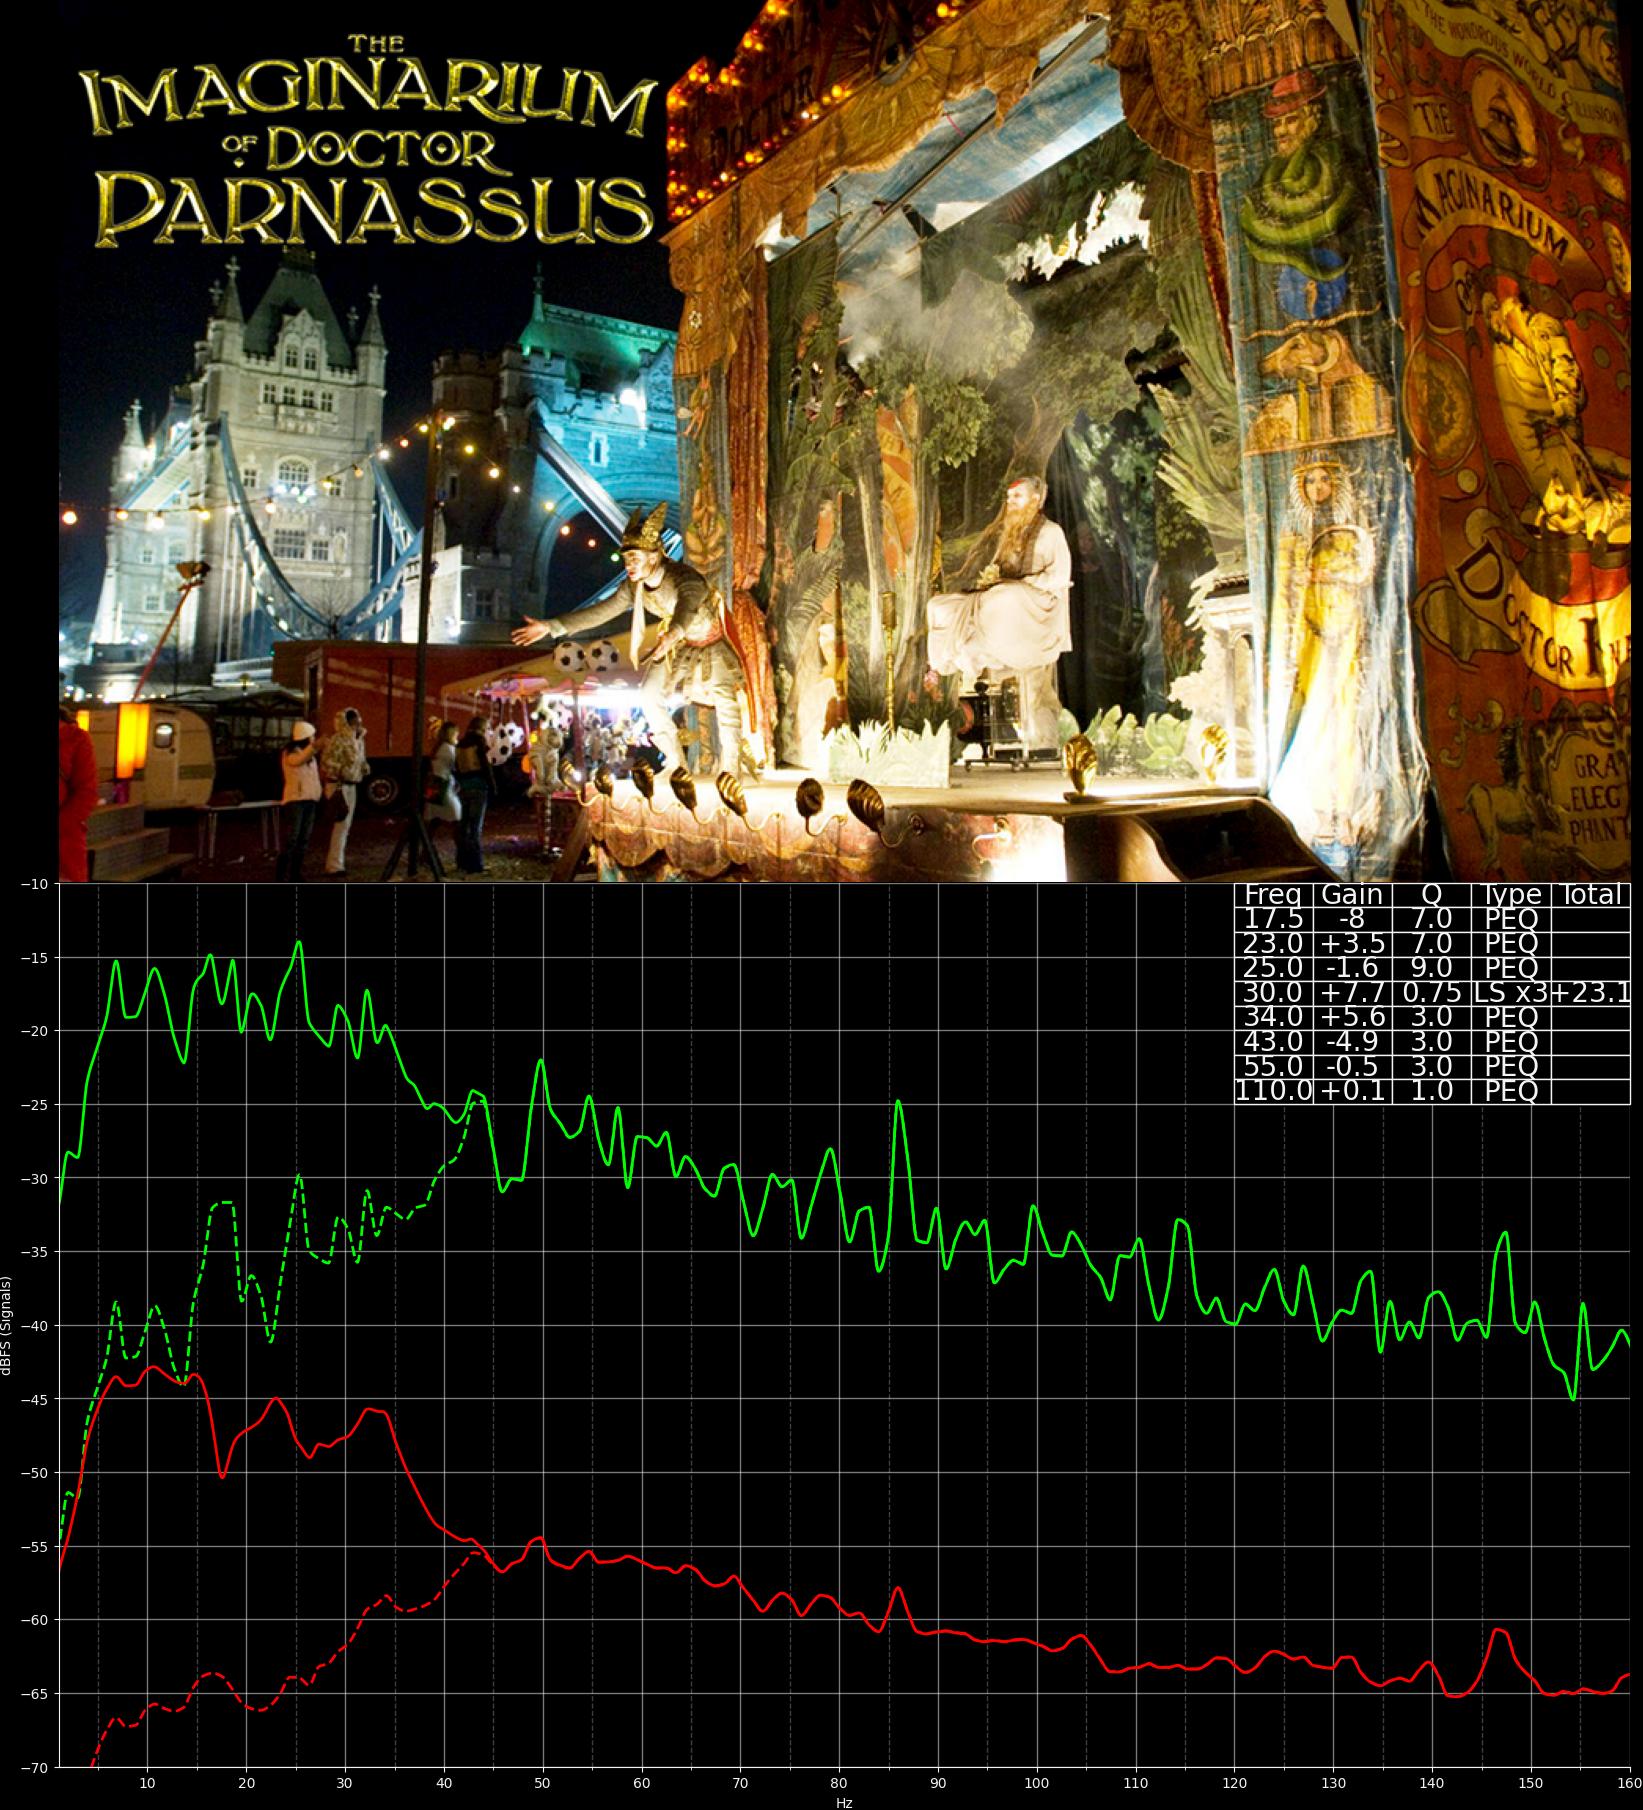 THE
IMAGINARIUM
OF DOCTOR
PARNASSUS
DOCTOR
THE WONDROUS WORLD of ILLUSION
THE
IMAGINARIUM
DOCTOR
GRA
ELEC
PHANT
Freq Gain Q Type Total
17.5 -8 7.0 PEQ
23.0 +3.5 7.0 PEQ
25.0 -1.6 9.0 PEQ
30.0 +7.7 0.75 LS x3 +23.1
34.0 +5.6 3.0 PEQ
43.0 -4.9 3.0 PEQ
55.0 -0.5 3.0 PEQ
110.0 +0.1 1.0 PEQ
−10
−15
−20
−25
−30
−35
−40
−45
−50
−55
−60
−65
−70
dBFS (Signals)
10 20 30 40 50 60 70 80 90 100 110 120 130 140 150 160
Hz